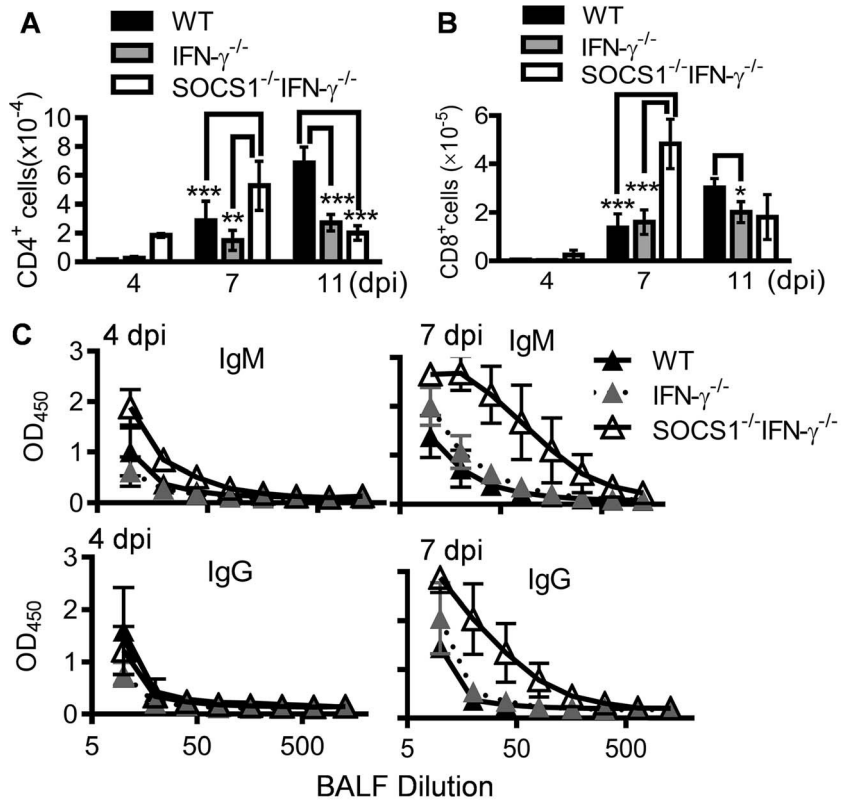 A
WT
IFN-γ⁻/⁻
SOCS1⁻/⁻IFN-γ⁻/⁻
CD4⁺ cells(x10⁻⁴)
10
8
6
4
2
0
***
**
***
***
4
7
11 (dpi)
B
WT
IFN-γ⁻/⁻
SOCS1⁻/⁻IFN-γ⁻/⁻
CD8⁺cells (×10⁻⁵)
6
4
2
0
***
***
*
4
7
11 (dpi)
C
4 dpi
IgM
OD₄₅₀
3
2
1
0
7 dpi
IgM
WT
IFN-γ⁻/⁻
SOCS1⁻/⁻IFN-γ⁻/⁻
4 dpi
IgG
OD₄₅₀
3
2
1
0
5
50
500
7 dpi
IgG
5
50
500
BALF Dilution